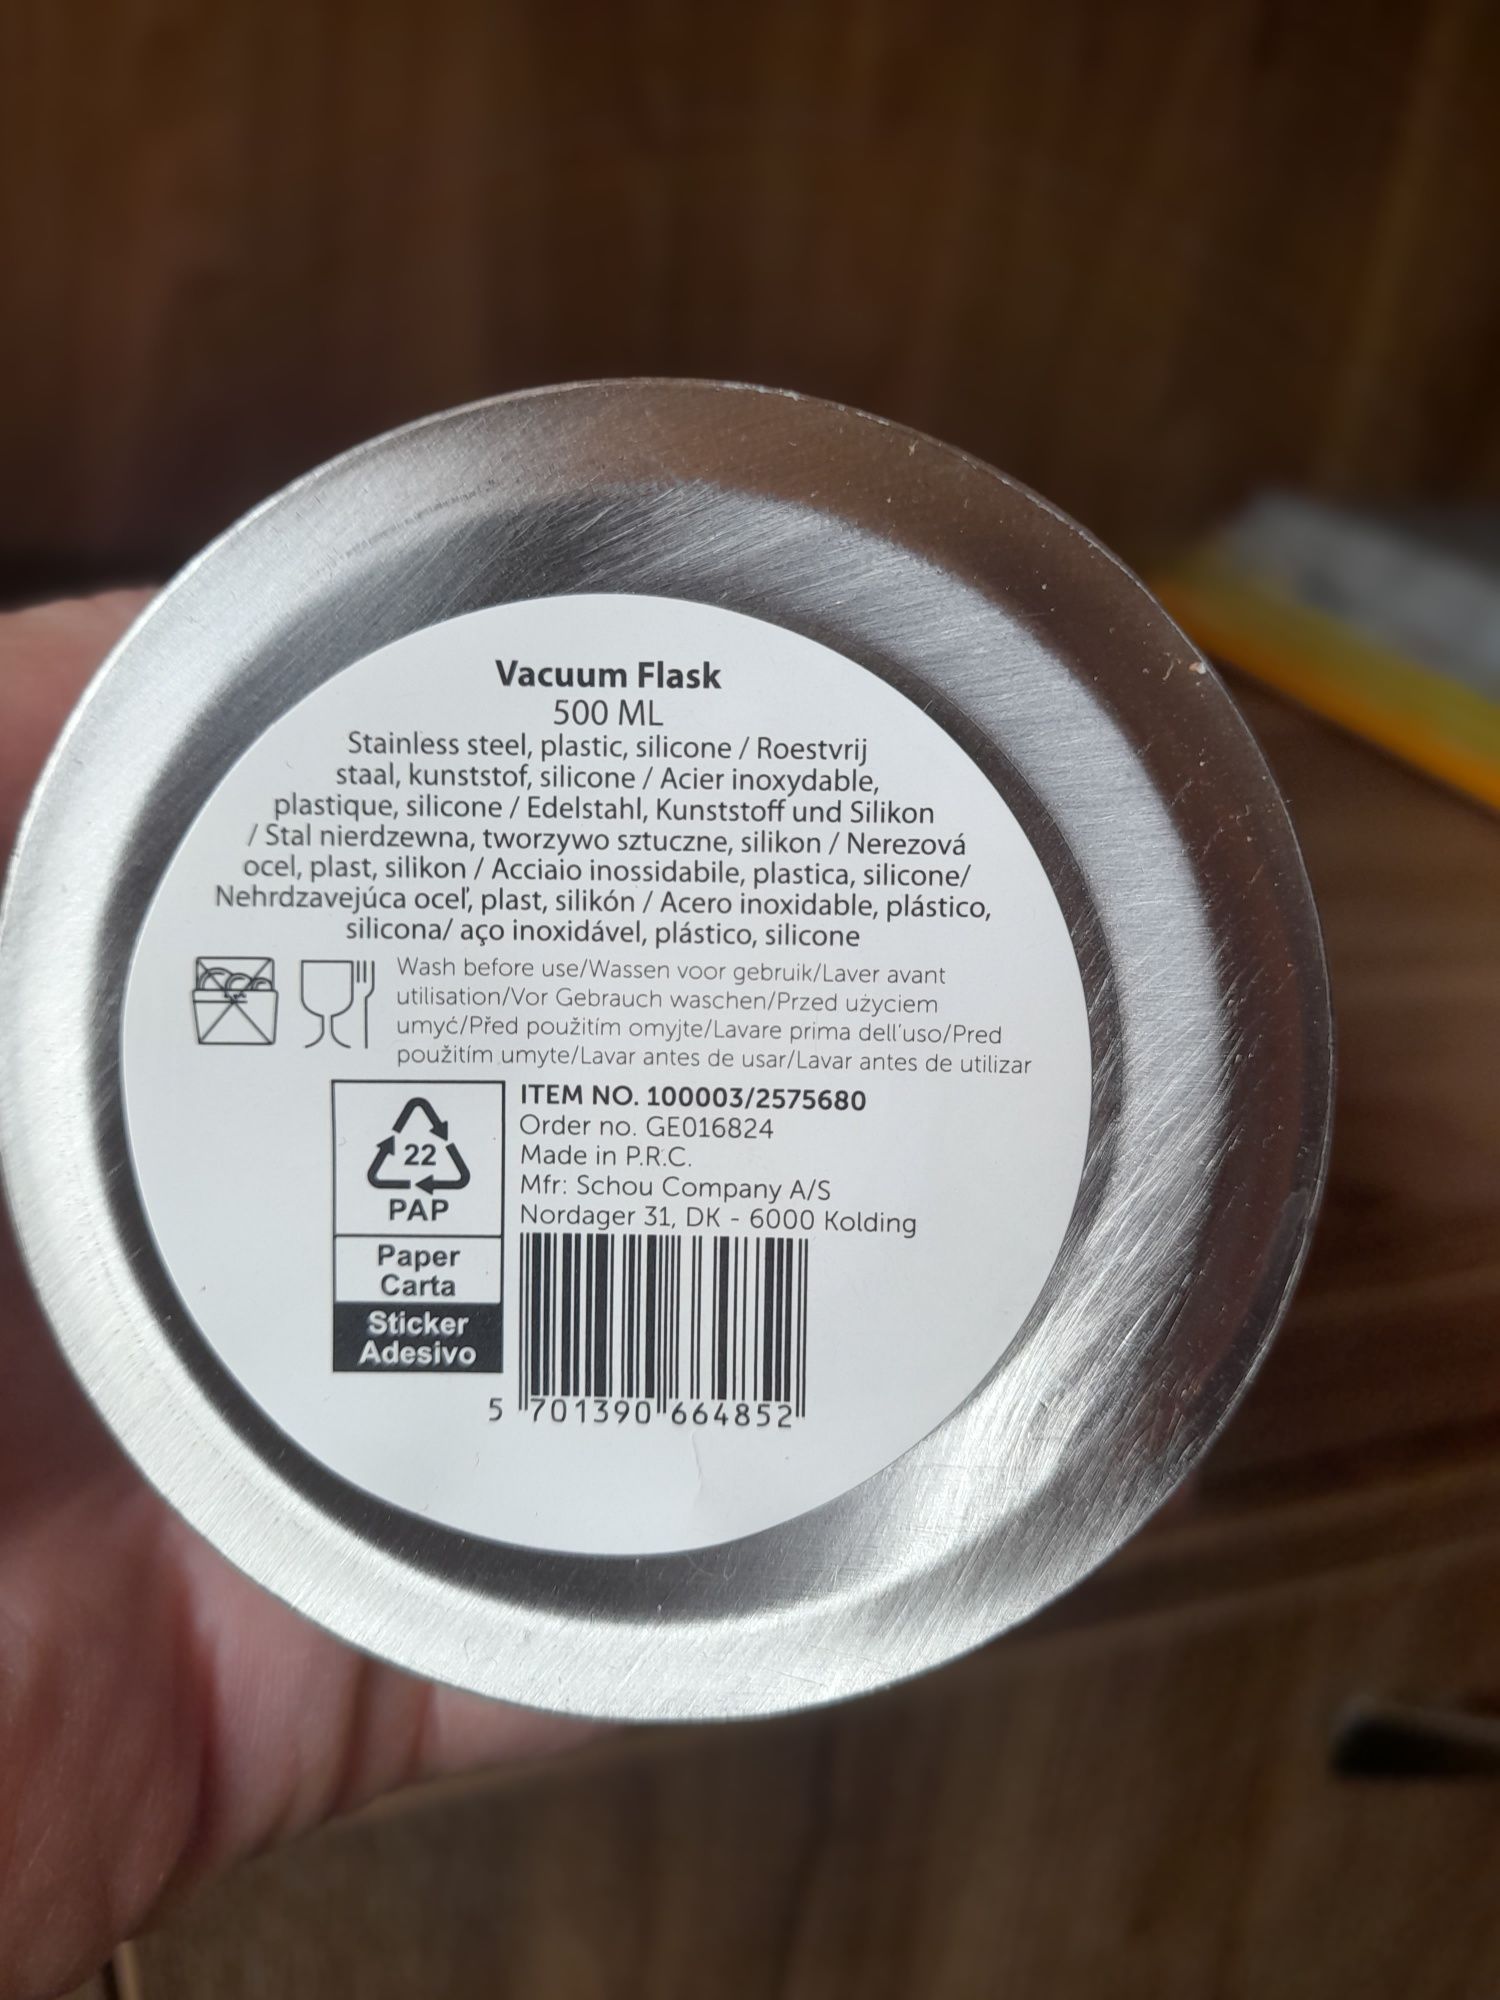 Vacuum Flask
500 ML
Stainless steel, plastic, silicone / Roestvrij
staal, kunststof, silicone / Acier inoxydable,
plastique, silicone / Edelstahl, Kunststoff und Silikon
/ Stal nierdzewna, tworzywo sztuczne, silikon / Nerezová
ocel, plast, silikon / Acciaio inossidabile, plastica, silicone/
Nehrdzavejúca oceľ, plast, silikón / Acero inoxidable, plástico,
silicona/ aço inoxidável, plástico, silicone
Wash before use/Wassen voor gebruik/Laver avant
utilisation/Vor Gebrauch waschen/Przed użyciem
umyć/Před použitím omyjte/Lavare prima dell'uso/Pred
použitím umyte/Lavar antes de usar/Lavar antes de utilizar
22
PAP
Paper
Carta
Sticker
Adesivo
ITEM NO. 100003/2575680
Order no. GE016824
Made in P.R.C.
Mfr: Schou Company A/S
Nordager 31, DK - 6000 Kolding
5 701390 664852